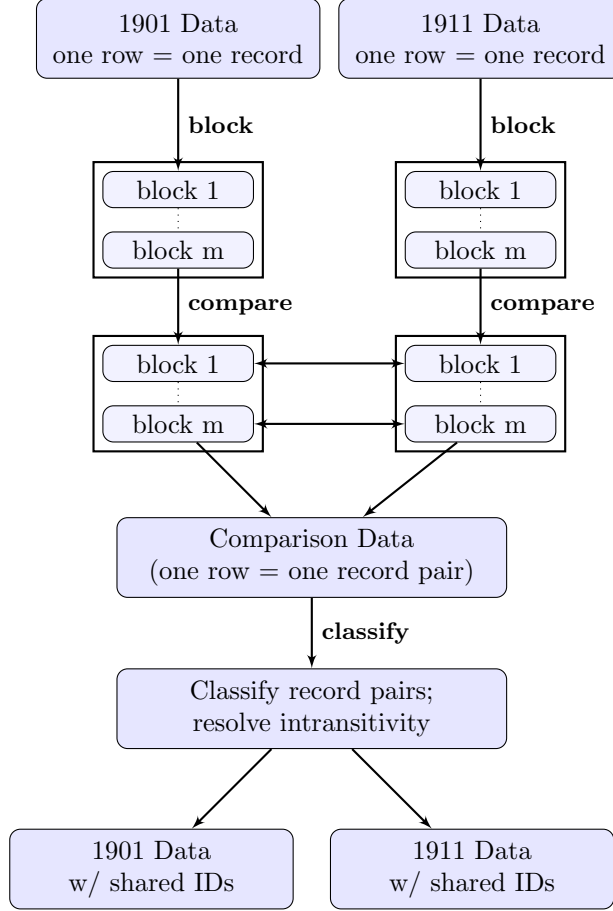 1901 Data
one row = one record
1911 Data
one row = one record
block
block
block 1
block m
block 1
block m
compare
compare
block 1
block m
block 1
block m
Comparison Data
(one row = one record pair)
classify
Classify record pairs;
resolve intransitivity
1901 Data
w/ shared IDs
1911 Data
w/ shared IDs